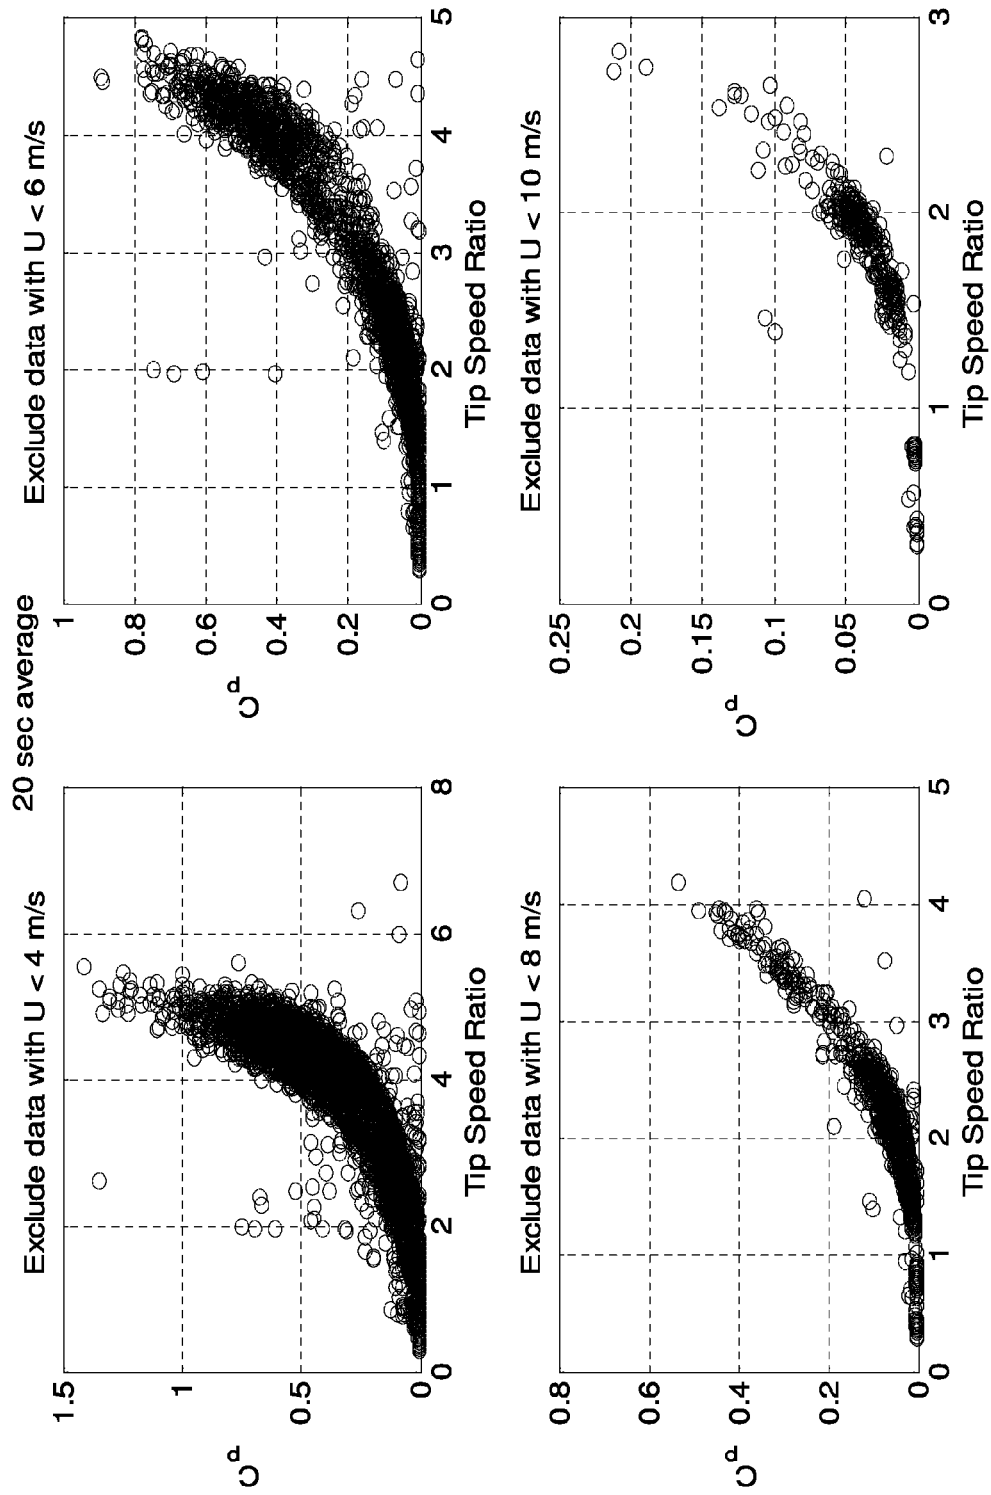 20 sec average
Exclude data with U < 4 m/s
1.5
1
0.5
0
Cp
0 2 4 6 8
Tip Speed Ratio
Exclude data with U < 6 m/s
1
0.8
0.6
0.4
0.2
0
Cp
0 1 2 3 4 5
Tip Speed Ratio
Exclude data with U < 8 m/s
0.8
0.6
0.4
0.2
0
Cp
0 1 2 3 4 5
Tip Speed Ratio
Exclude data with U < 10 m/s
0.25
0.2
0.15
0.1
0.05
0
Cp
0 1 2 3
Tip Speed Ratio